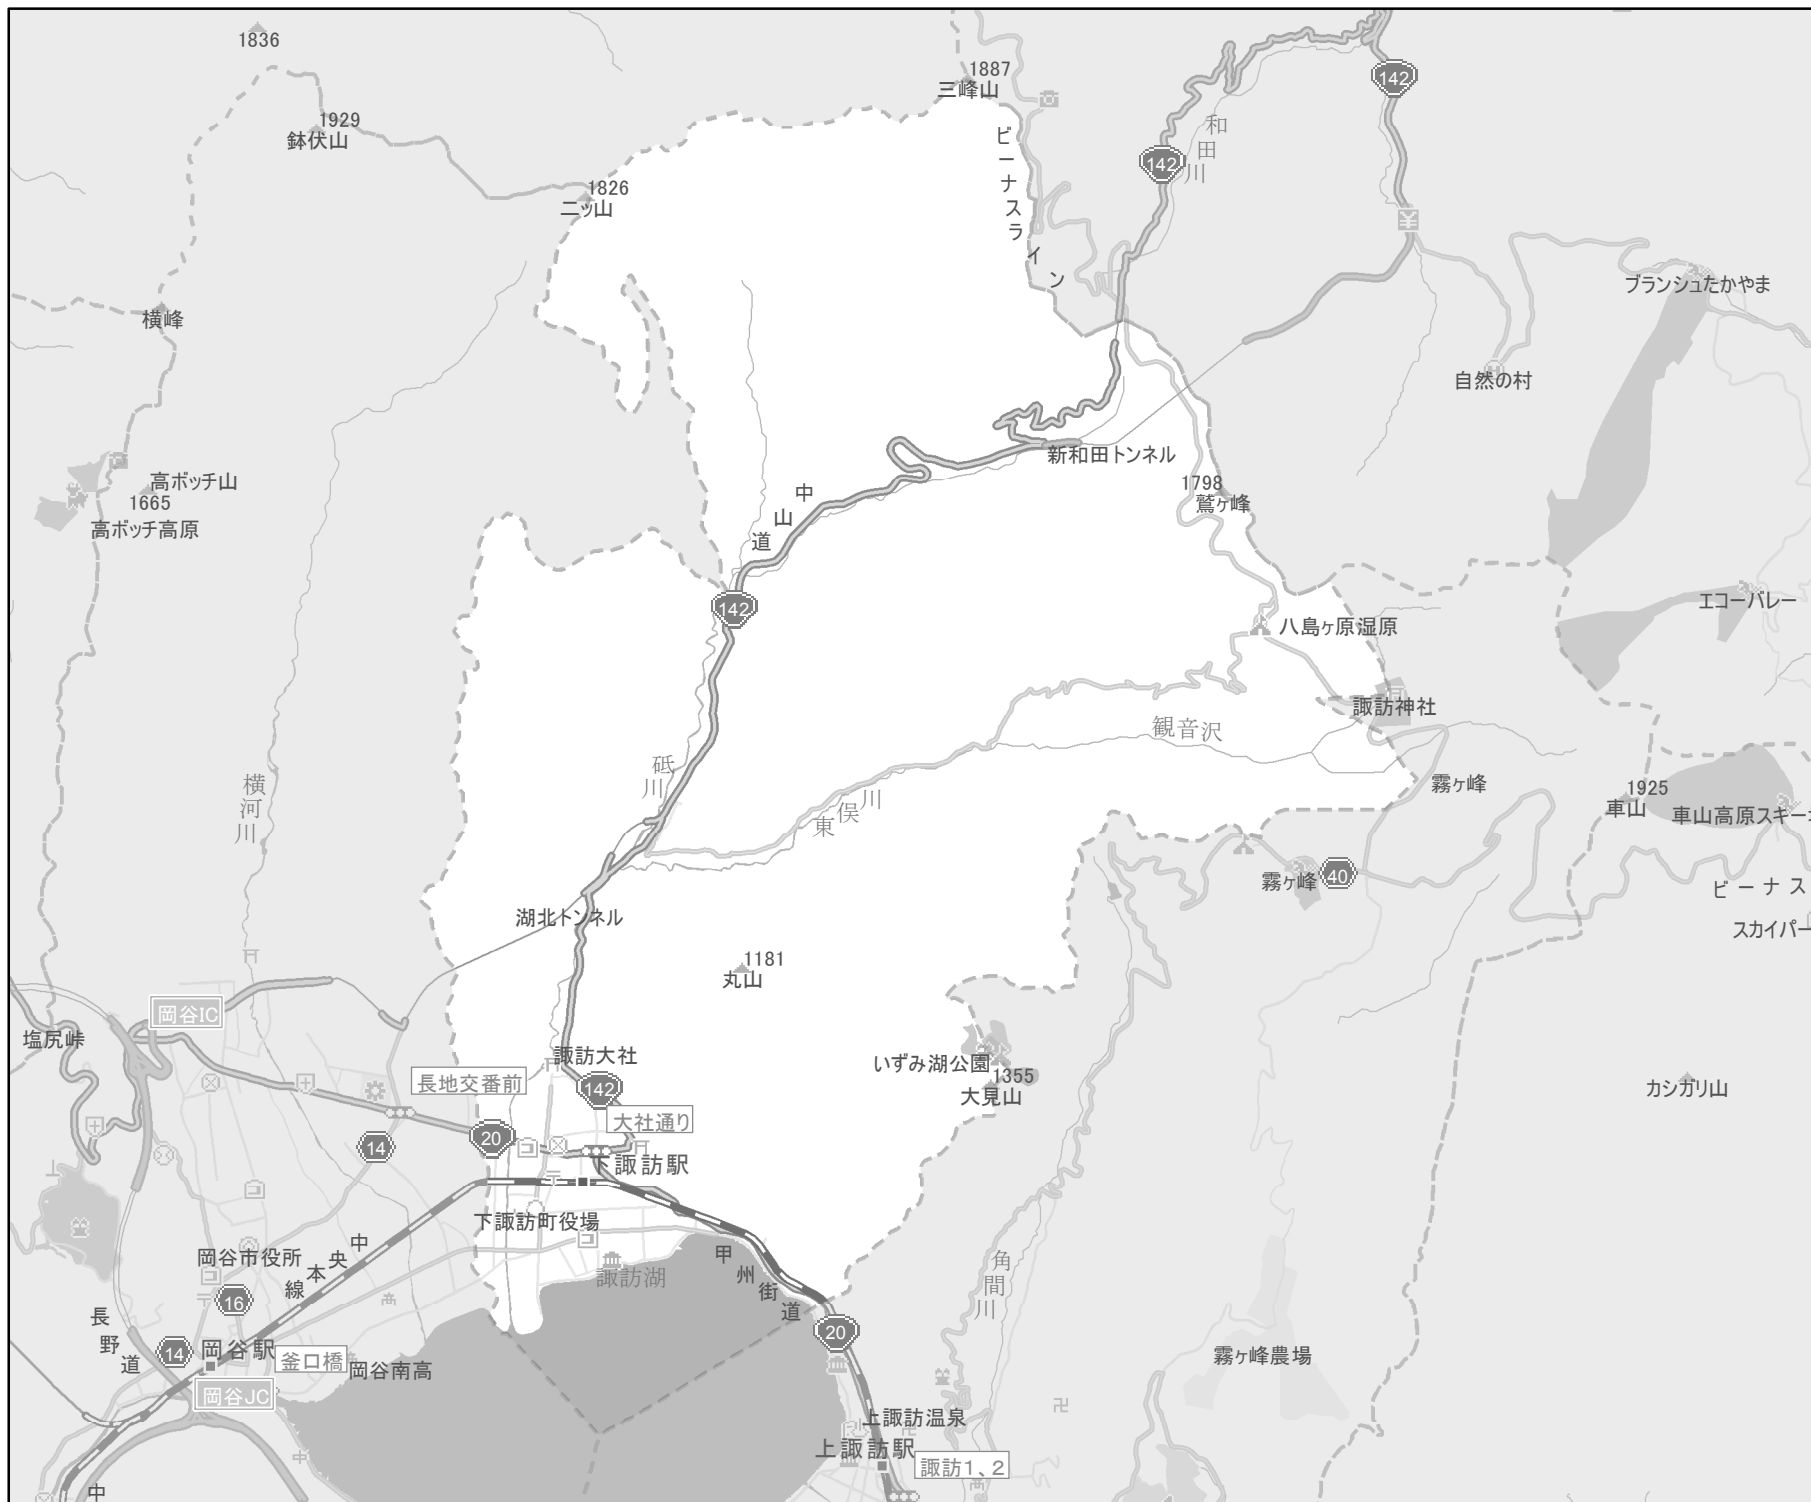 1836
1887
三峰山
142
1929
鉢伏山
ビーナスライン
和田川
142
1826
二ッ山
横峰
ブランシュたかやま
自然の村
新和田トンネル
高ボッチ山
1665
高ボッチ高原
1798
鷲ヶ峰
中山道
142
エコーバレー
八島ヶ原湿原
諏訪神社
観音沢
砥川
横河川
東俣川
霧ヶ峰
1925
車山
車山高原スキー
霧ヶ峰
40
ビーナス
スカイパー
湖北トンネル
1181
丸山
岡谷IC
塩尻峠
諏訪大社
長地交番前
142
いずみ湖公園
1355
大見山
カシガリ山
大社通り
20
14
下諏訪駅
下諏訪町役場
岡谷市役所
中央本線
諏訪湖
甲州街道
角間川
16
長野道
14
岡谷駅
釜口橋
岡谷南高
20
霧ヶ峰農場
岡谷JC
上諏訪温泉
上諏訪駅
諏訪1、2
中